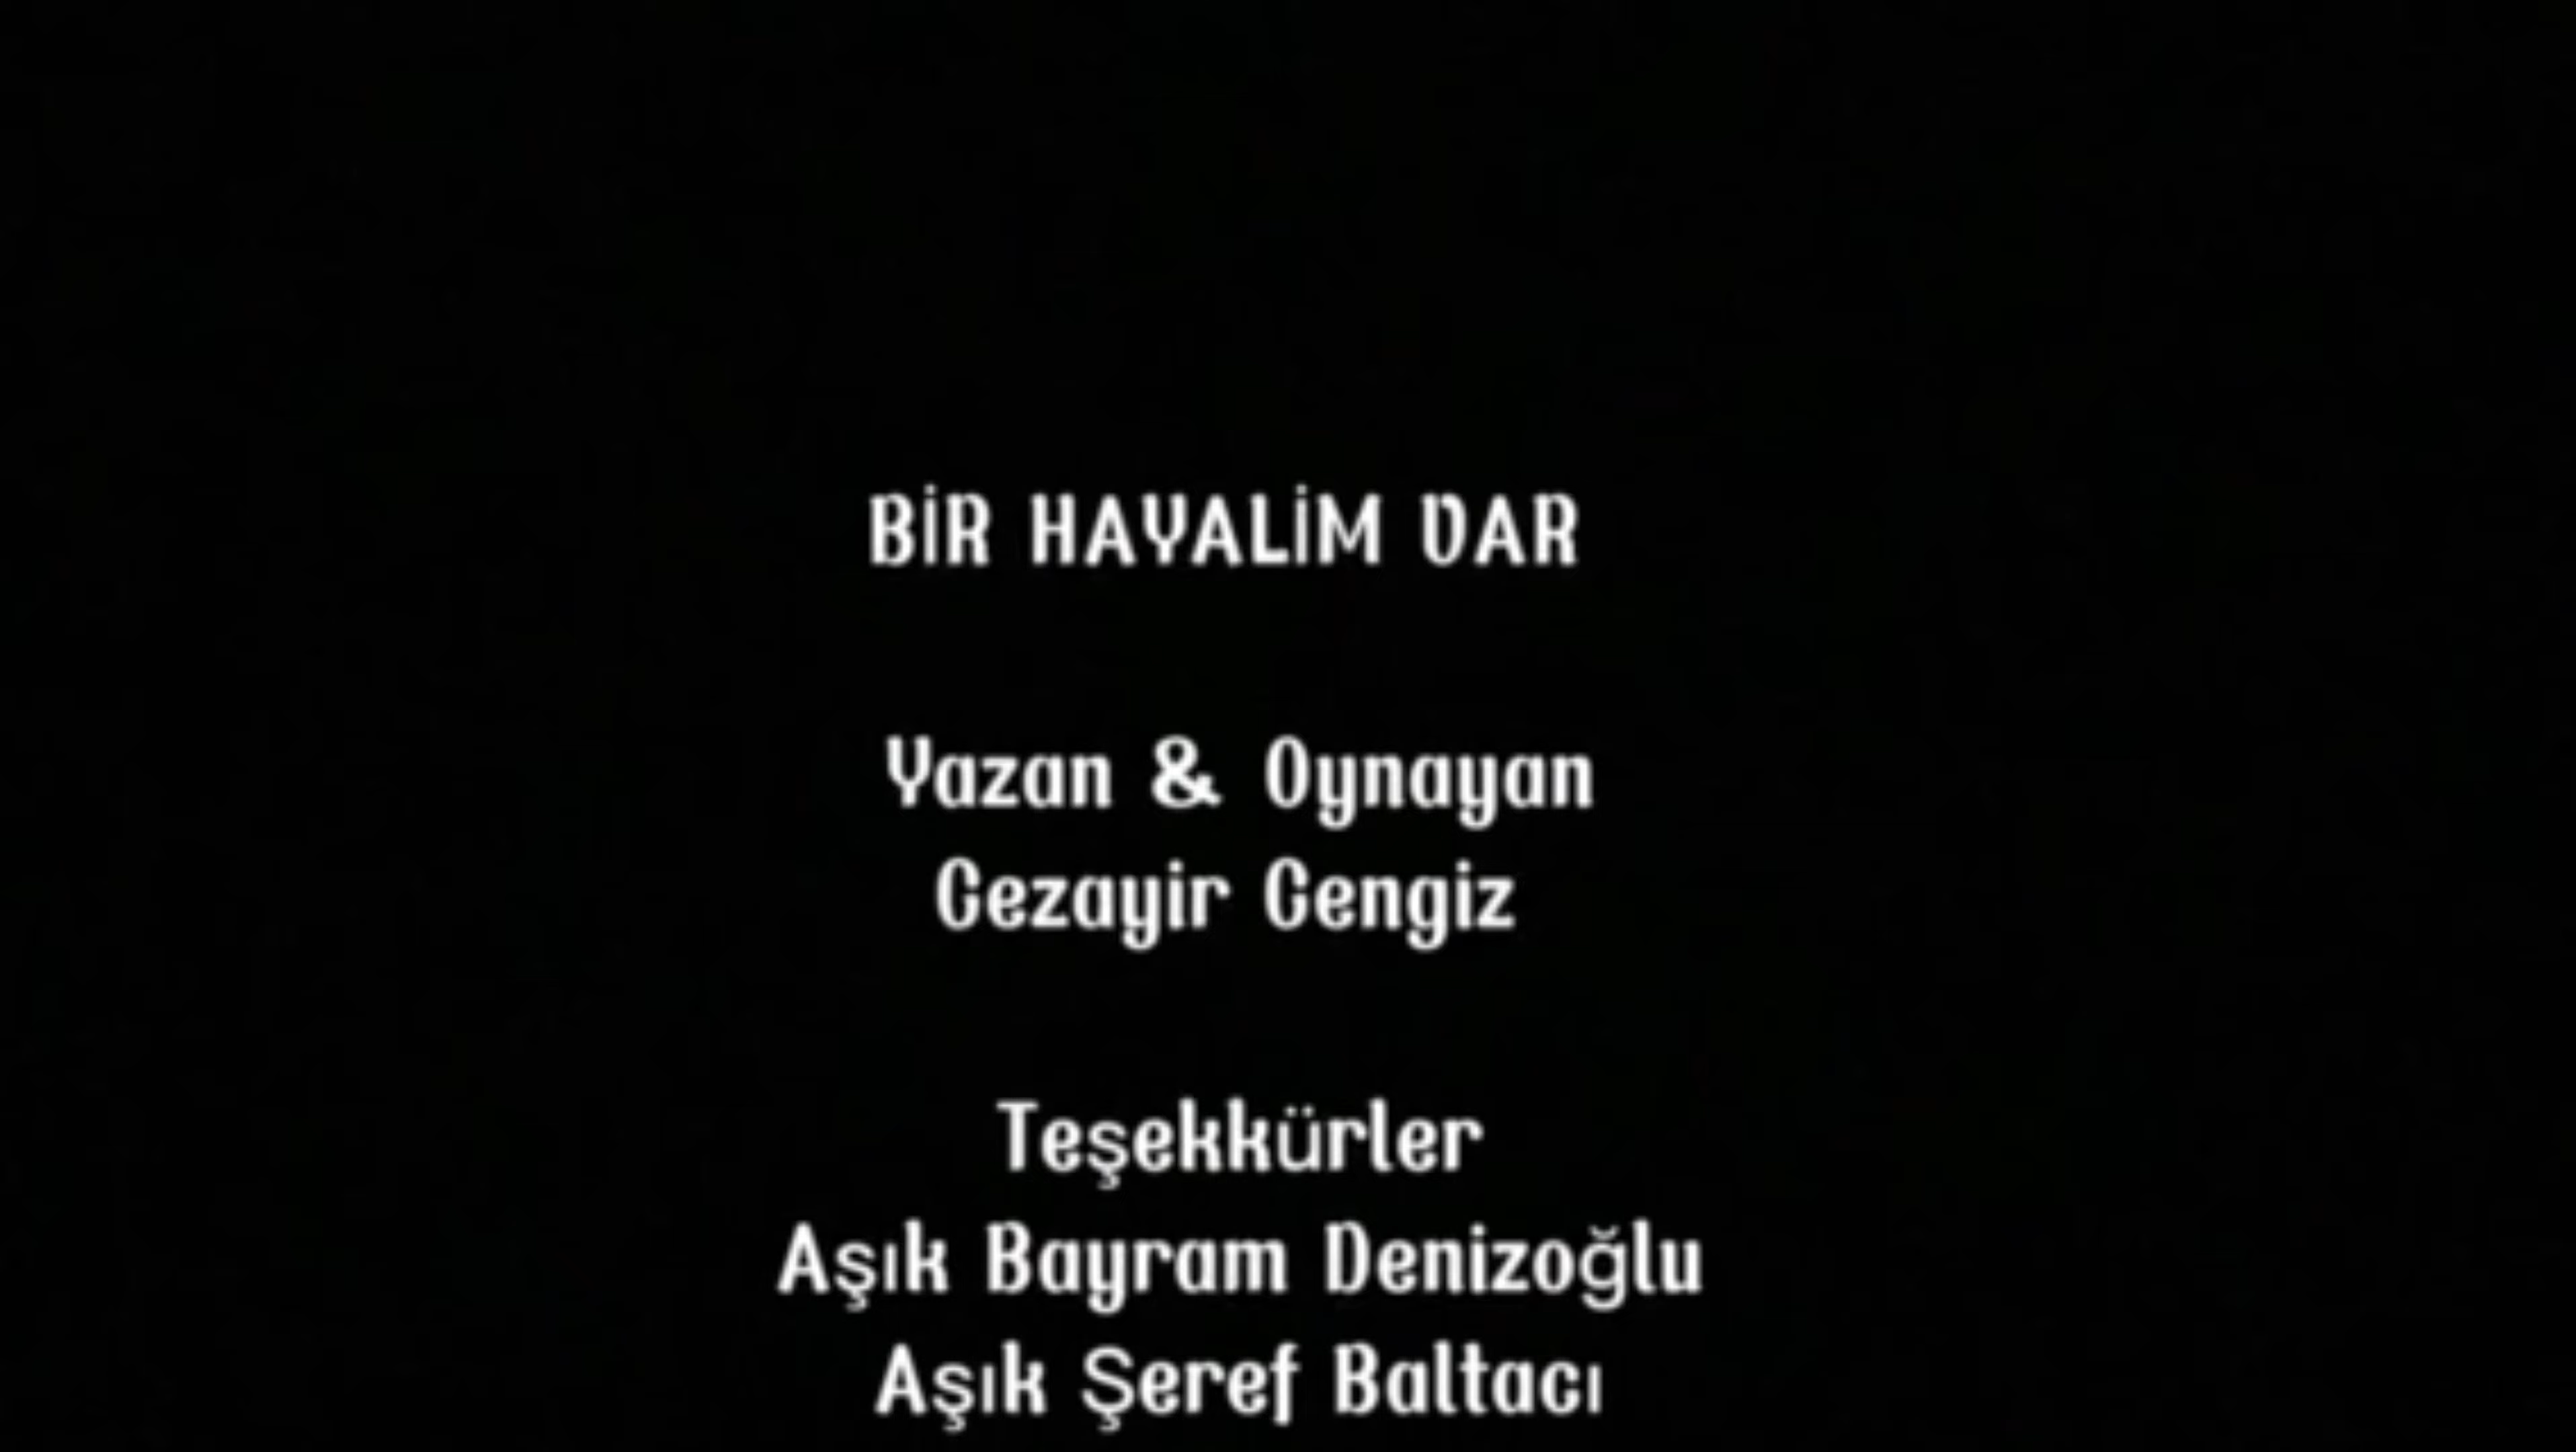 BİR HAYALİM VAR
Yazan & Oynayan
Cezayir Cengiz
Teşekkürler
Aşık Bayram Denizoğlu
Aşık Şeref Baltacı